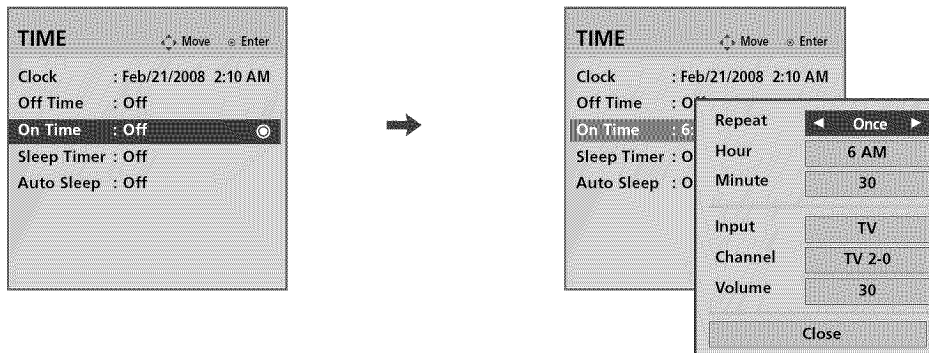 TIME Move Enter
Clock : Feb/21/2008 2:10 AM
Off Time : Off
On Time : Off
Sleep Timer : Off
Auto Sleep : Off
TIME Move Enter
Clock : Feb/21/2008 2:10 AM
Off Time : O
On Time : 6:
Sleep Timer : O
Auto Sleep : O
Repeat ◄ Once ►
Hour 6 AM
Minute 30
Input TV
Channel TV 2-0
Volume 30
Close